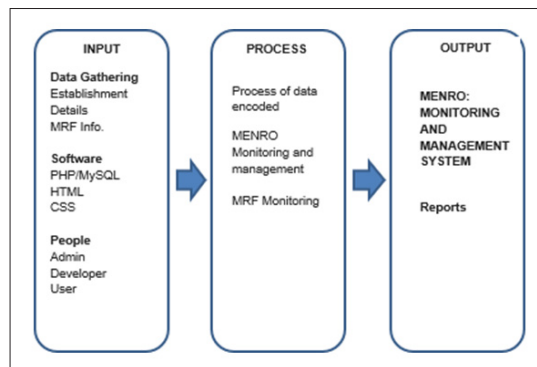 INPUT
Data Gathering
Establishment
Details
MRF Info.
Software
PHP/MySQL
HTML
CSS
People
Admin
Developer
User
PROCESS
Process of data
encoded
MENRO
Monitoring and
management
MRF Monitoring
OUTPUT
MENRO:
MONITORING
AND
MANAGEMENT
SYSTEM
Reports